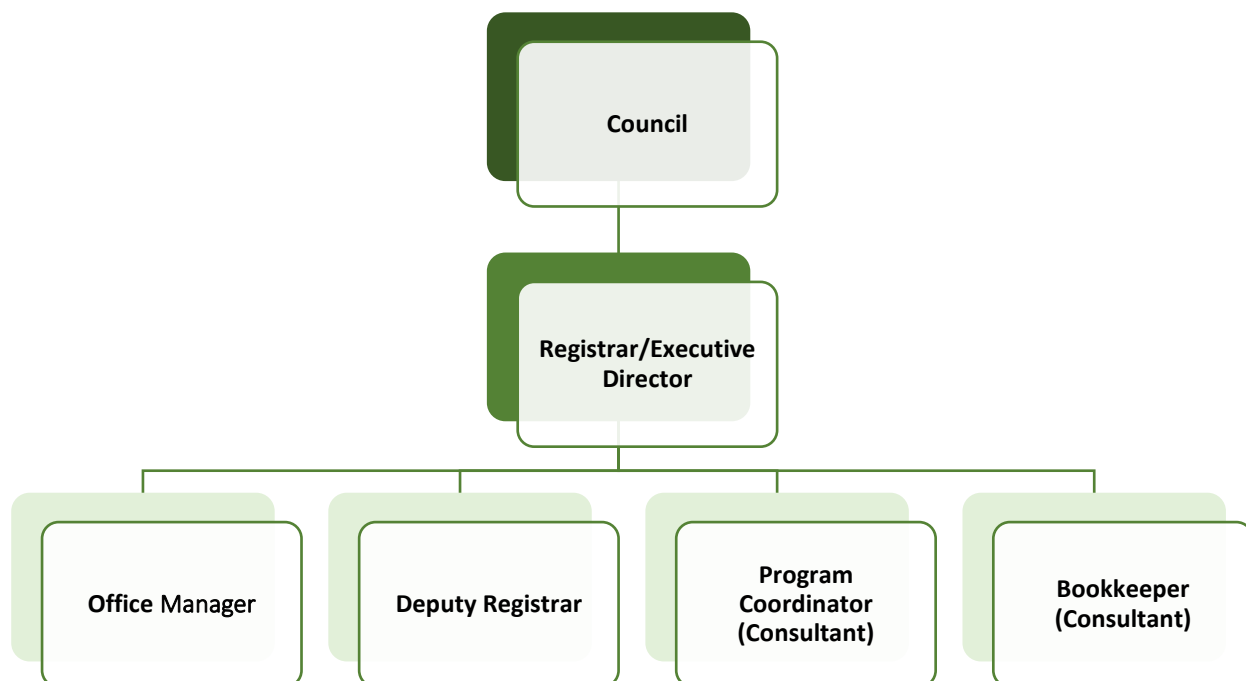 Council
Registrar/Executive
Director
Office Manager
Deputy Registrar
Program
Coordinator
(Consultant)
Bookkeeper
(Consultant)